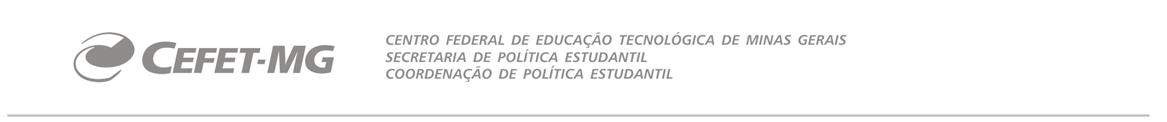 CEFET-MG
CENTRO FEDERAL DE EDUCAÇÃO TECNOLÓGICA DE MINAS GERAIS
SECRETARIA DE POLÍTICA ESTUDANTIL
COORDENAÇÃO DE POLÍTICA ESTUDANTIL